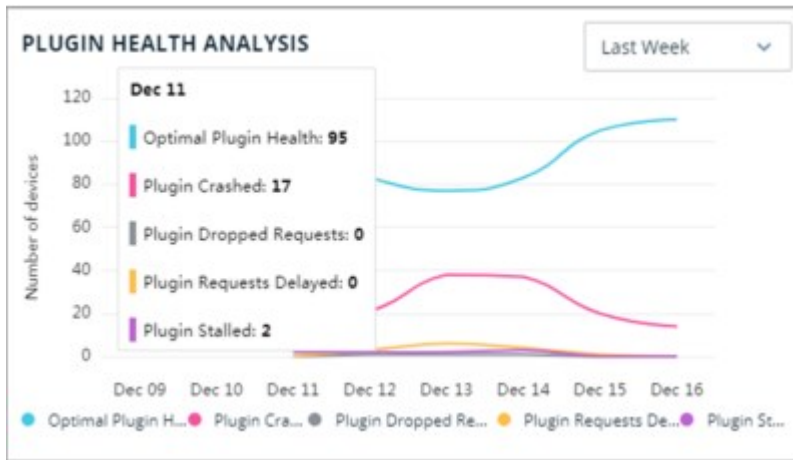 PLUGIN HEALTH ANALYSIS
Last Week
Number of devices
120
100
80
60
40
20
0
Dec 11
Optimal Plugin Health: 95
Plugin Crashed: 17
Plugin Dropped Requests: 0
Plugin Requests Delayed: 0
Plugin Stalled: 2
Dec 09 Dec 10 Dec 11 Dec 12 Dec 13 Dec 14 Dec 15 Dec 16
Optimal Plugin H... Plugin Cra... Plugin Dropped Re... Plugin Requests De... Plugin St...